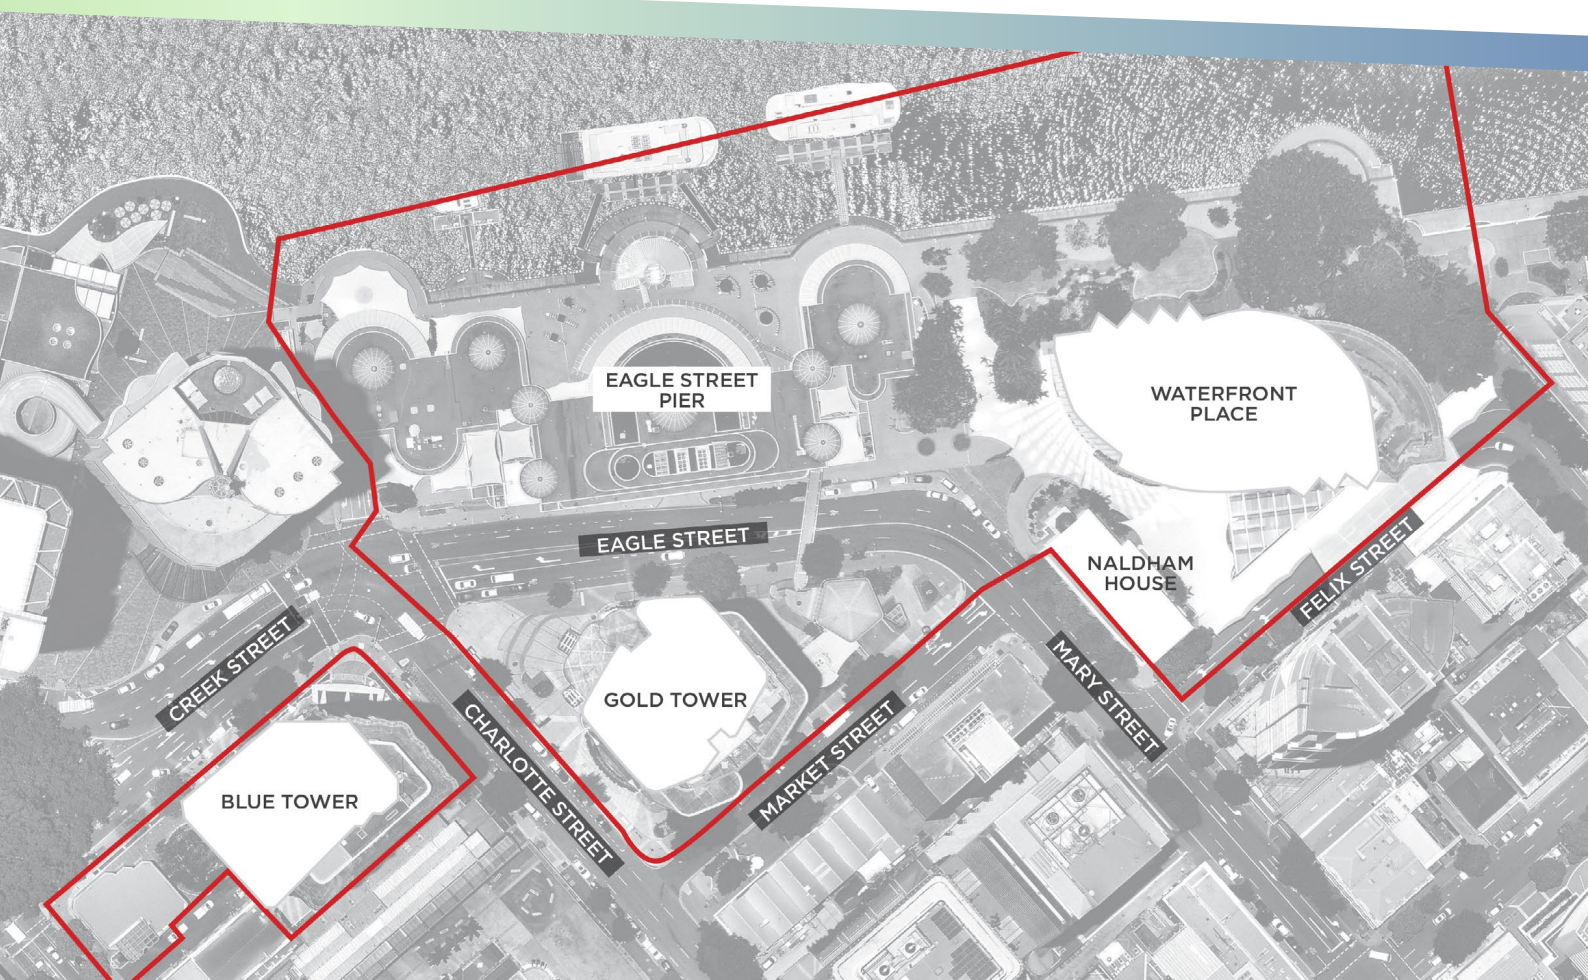 EAGLE STREET
PIER
WATERFRONT
PLACE
EAGLE STREET
NALDHAM
HOUSE
FELIX STREET
CREEK STREET
GOLD TOWER
MARY STREET
CHARLOTTE STREET
MARKET STREET
BLUE TOWER